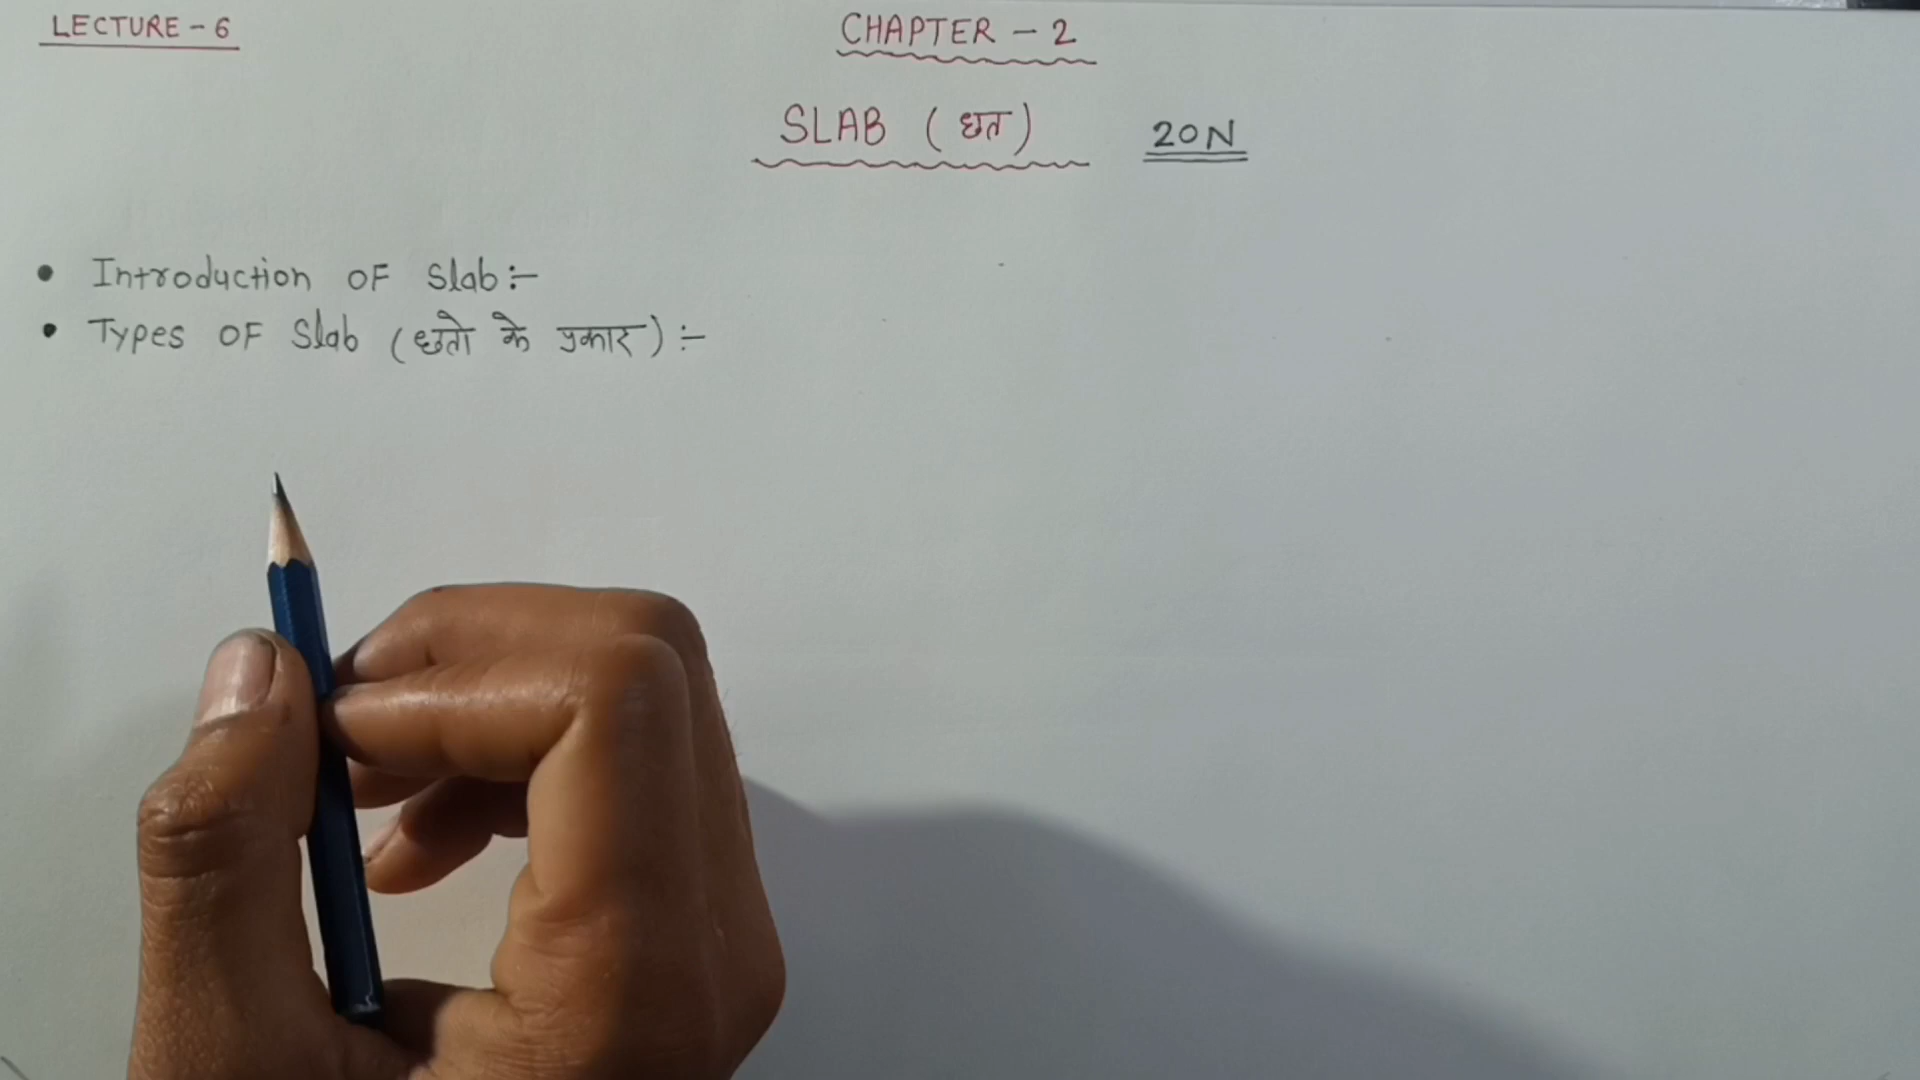 LECTURE - 6
CHAPTER - 2
SLAB (छत) 20N
• Introduction OF Slab:-
• Types OF Slab (छतो के प्रकार) :-